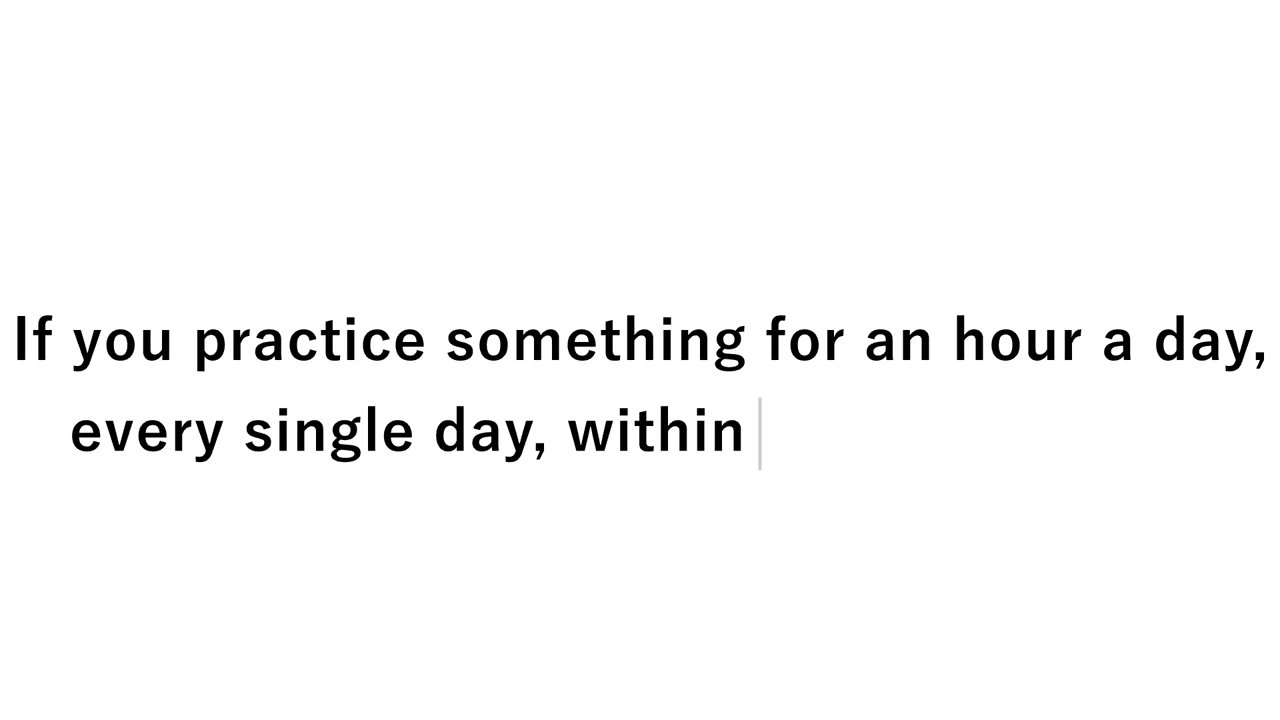 If you practice something for an hour a day,
every single day, within